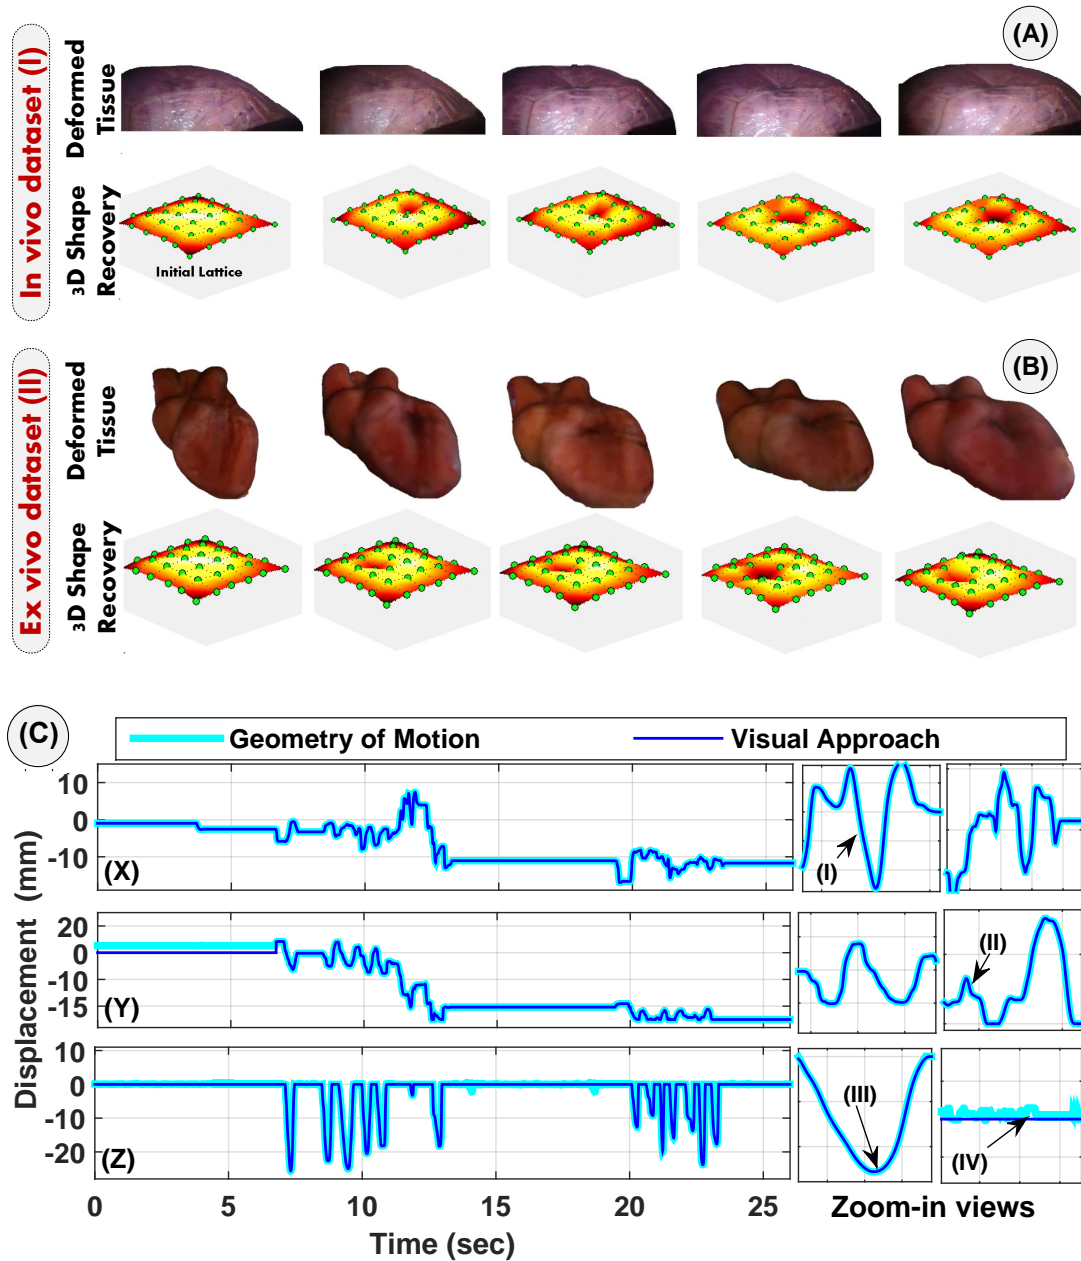 (A)
In vivo dataset (I)
Deformed
Tissue
3D Shape
Recovery
Initial Lattice
(B)
Ex vivo dataset (II)
Deformed
Tissue
3D Shape
Recovery
(C)
Geometry of Motion
Visual Approach
Displacement (mm)
10
0
-10
(X)
(I)
20
0
-10
-15
(Y)
(II)
10
0
-10
-20
(Z)
(III)
(IV)
0
5
10
15
20
25
Time (sec)
Zoom-in views